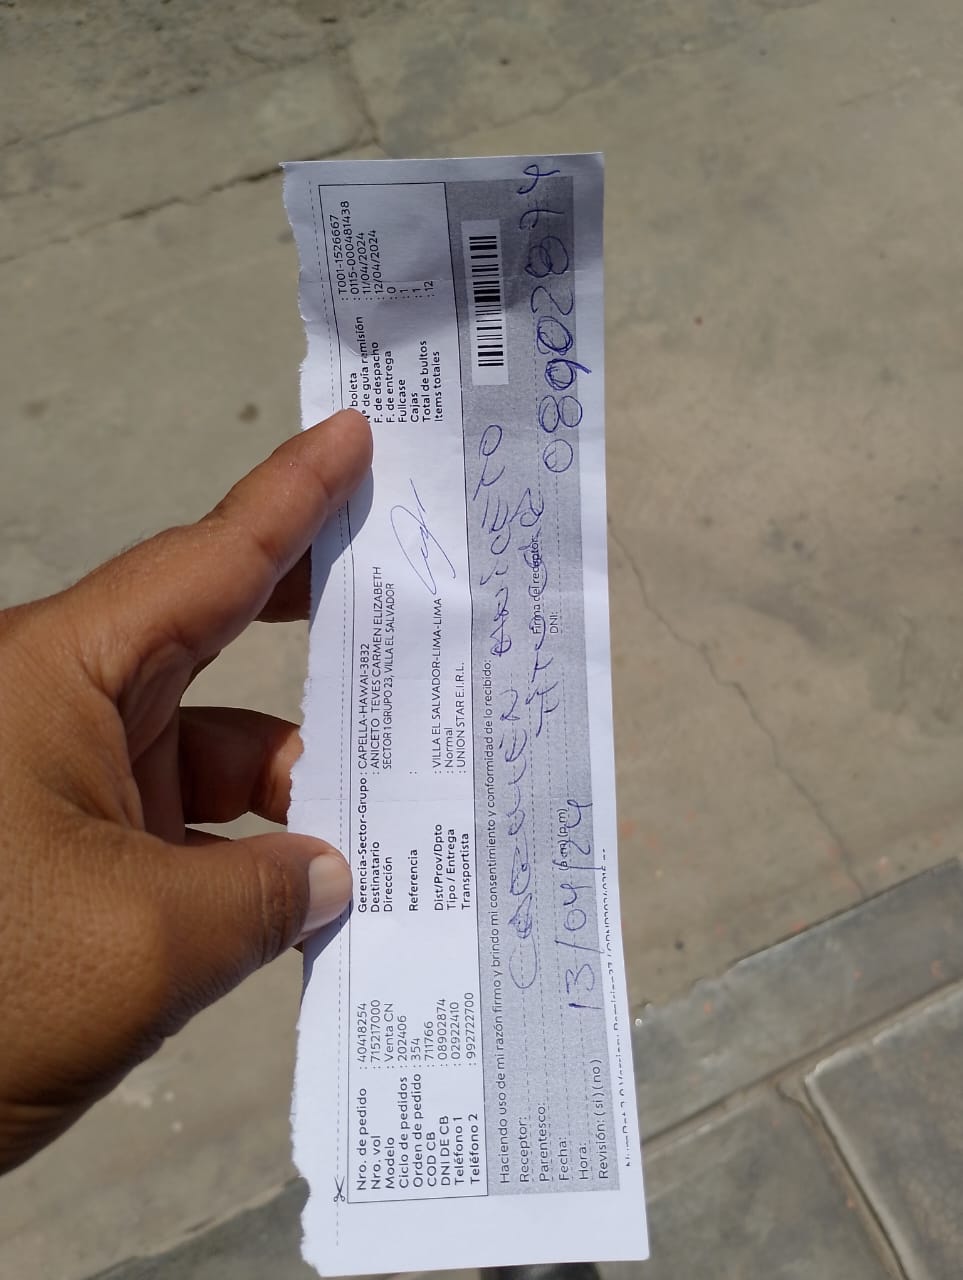 Nro. de pedido : 40418254
Nro. vol : 715217000
Modelo : Venta CN
Ciclo de pedidos : 202406
Orden de pedido : 354
COD CB : 711766
DNI DE CB : 08902874
Teléfono 1 : 02922410
Teléfono 2 : 992722700
Gerencia-Sector-Grupo : CAPELLA-HAWAI-3832
Destinatario : ANICETO TEVES CARMEN ELIZABETH
Dirección SECTOR 1 GRUPO 23, VILLA EL SALVADOR
Referencia :
Dist/Prov/Dpto : VILLA EL SALVADOR-LIMA-LIMA
Tipo / Entrega : Normal
Transportista : UNION STAR E.I.R.L.
boleta : T001-1526667
N° de guía remisión : 0115-000481438
F. de despacho : 11/04/2024
F. de entrega : 12/04/2024
Fullcase : 0
Cajas : 1
Total de bultos : 1
Items totales : 12
Haciendo uso de mi razón firmo y brindo mi consentimiento y conformidad de lo recibido:
Receptor: CARMEN ANICETO
Parentesco: TITULAR Firma del receptor:
Fecha: 13/04/24 DNI: 08902874
Hora: (a.m)(p.m)
Revisión: (si) (no)